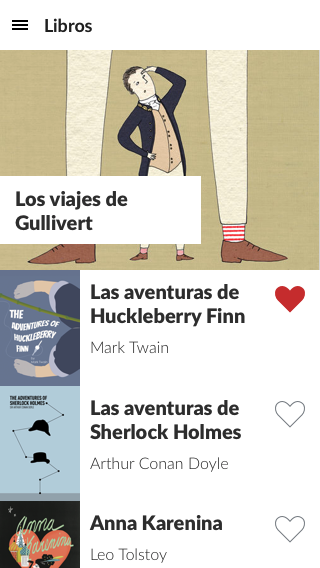 Libros
Los viajes de
Gullivert
THE
ADVENTURES OF
HUCKLEBERRY
FINN
Las aventuras de
Huckleberry Finn
Mark Twain
THE ADVENTURES OF
SHERLOCK HOLMES
Las aventuras de
Sherlock Holmes
Arthur Conan Doyle
Anna
Karenina
Anna Karenina
Leo Tolstoy